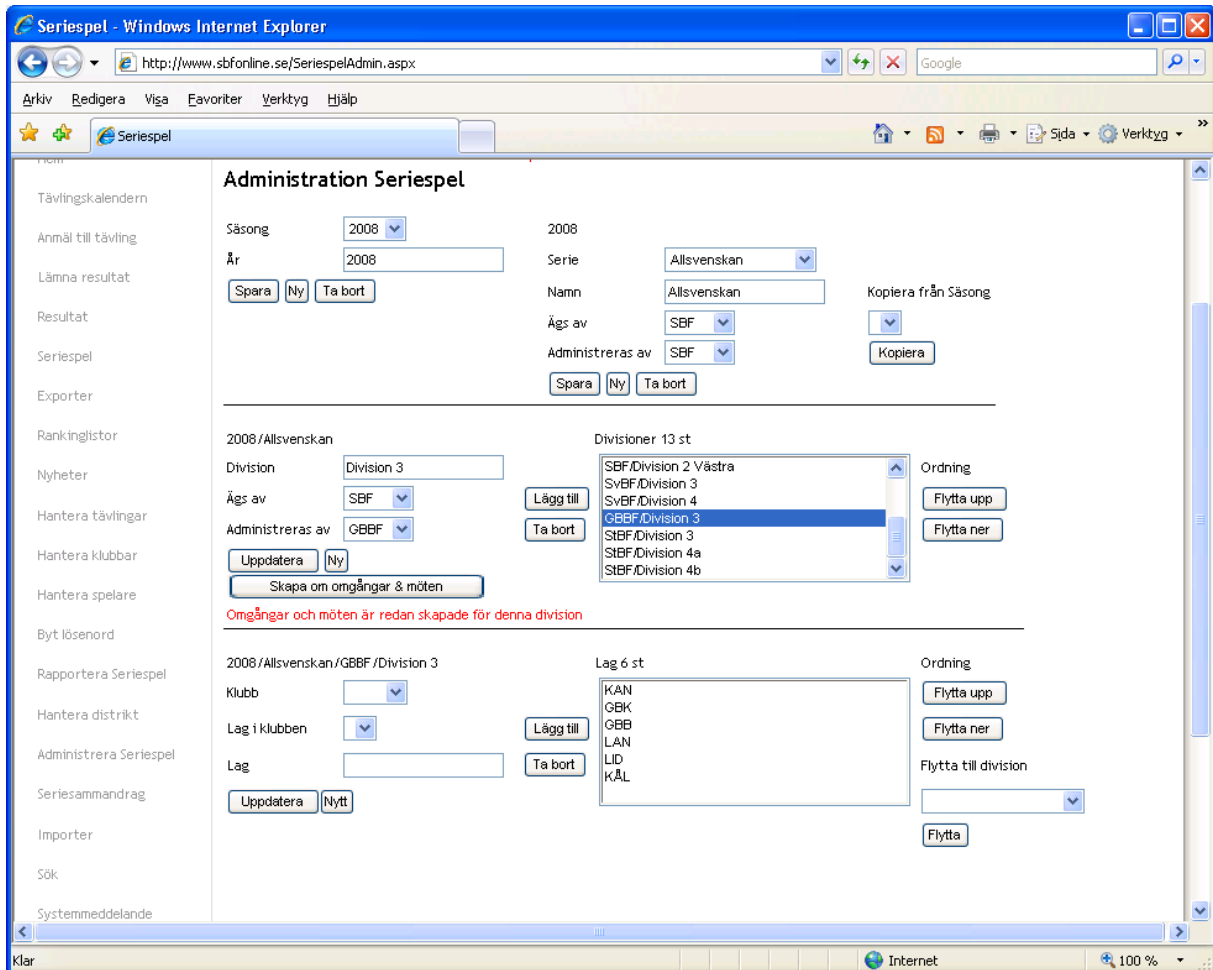 Seriespel - Windows Internet Explorer
http://www.sbfonline.se/SeriespelAdmin.aspx
Google
Arkiv Redigera Visa Favoriter Verktyg Hjälp
Seriespel
Sida Verktyg »
Administration Seriespel
Tävlingskalendern
Anmäl till tävling
Lämna resultat
Resultat
Seriespel
Exporter
Rankinglistor
Nyheter
Hantera tävlingar
Hantera klubbar
Hantera spelare
Byt lösenord
Rapportera Seriespel
Hantera distrikt
Administrera Seriespel
Seriesammandrag
Importer
Sök
Systemmeddelande
Säsong 2008
År 2008
Spara Ny Ta bort
2008
Serie Allsvenskan
Namn Allsvenskan
Ägs av SBF
Administreras av SBF
Spara Ny Ta bort
Kopiera från Säsong
Kopiera
2008/Allsvenskan
Division Division 3
Ägs av SBF
Administreras av GBBF
Uppdatera Ny
Skapa om omgångar & möten
Omgångar och möten är redan skapade för denna division
Lägg till
Ta bort
Divisioner 13 st
SBF/Division 2 Västra
SvBF/Division 3
SvBF/Division 4
GBBF/Division 3
StBF/Division 3
StBF/Division 4a
StBF/Division 4b
Ordning
Flytta upp
Flytta ner
2008/Allsvenskan/GBBF/Division 3
Klubb
Lag i klubben
Lag
Uppdatera Nytt
Lägg till
Ta bort
Lag 6 st
KAN
GBK
GBB
LAN
LID
KÅL
Ordning
Flytta upp
Flytta ner
Flytta till division
Flytta
Klar
Internet
100 %